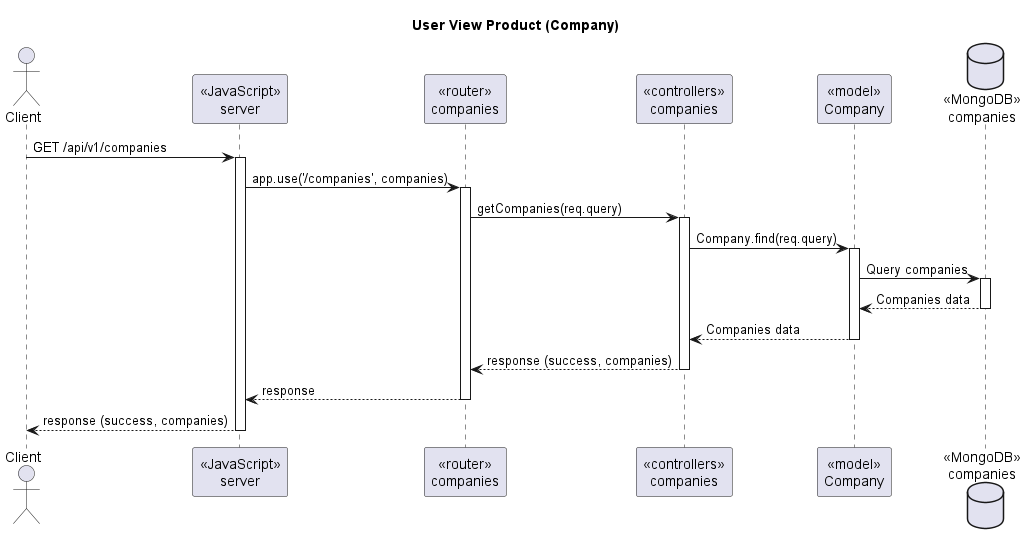 User View Product (Company)
Client
«JavaScript»
server
«router»
companies
«controllers»
companies
«model»
Company
«MongoDB»
companies
GET /api/v1/companies
app.use('/companies', companies)
getCompanies(req.query)
Company.find(req.query)
Query companies
Companies data
Companies data
response (success, companies)
response
response (success, companies)
Client
«JavaScript»
server
«router»
companies
«controllers»
companies
«model»
Company
«MongoDB»
companies